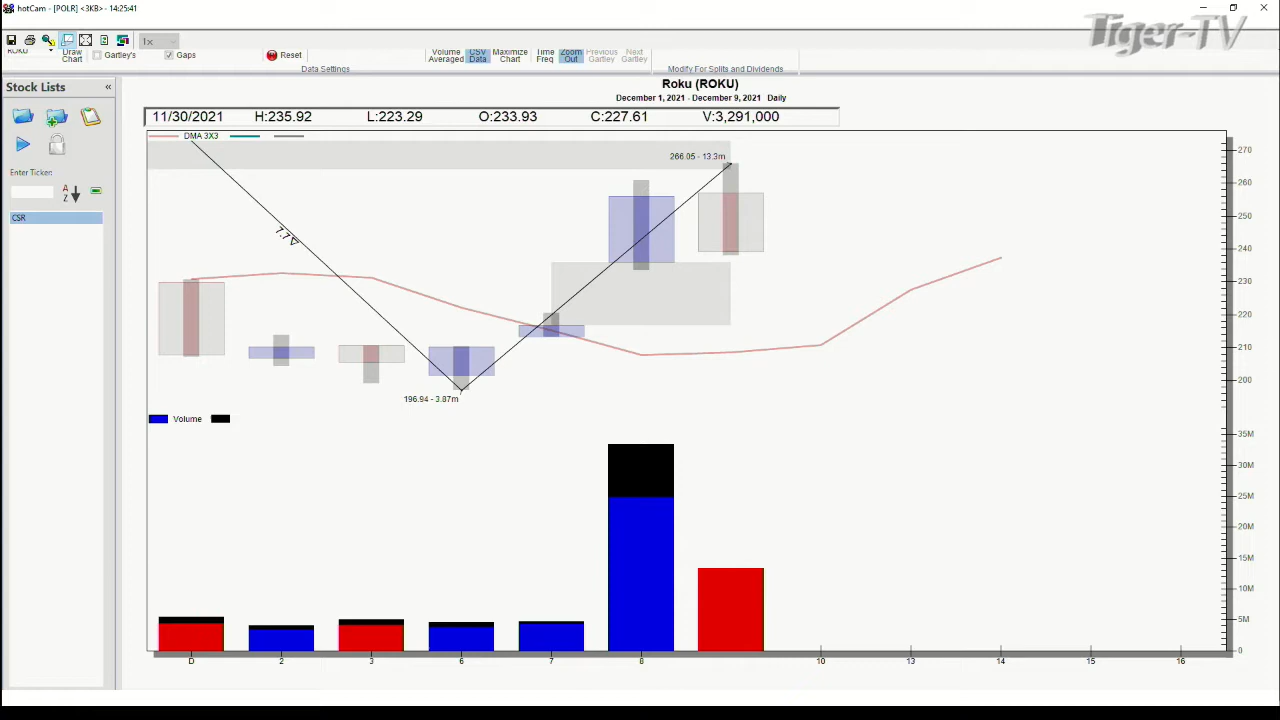 hotCam - [POLR] <3KB> - 14:25:41
Tiger-TV
1x
ROKU
Draw Chart
Gartley's
Gaps
Reset
Volume Averaged
CSV Data
Maximize Chart
Time Freq
Zoom Out
Previous Gartley
Next Gartley
Data Settings
Modify For Splits and Dividends
Stock Lists «
Enter Ticker:
A
Z
CSR
Roku (ROKU)
December 1, 2021 - December 9, 2021 Daily
11/30/2021 H:235.92 L:223.29 O:233.93 C:227.61 V:3,291,000
DMA 3X3
266.05 - 13.3m
7.7
196.94 - 3.87m
270
260
250
240
230
220
210
200
Volume
35M
30M
25M
20M
15M
10M
5M
0
D 2 3 6 7 8 10 13 14 15 16